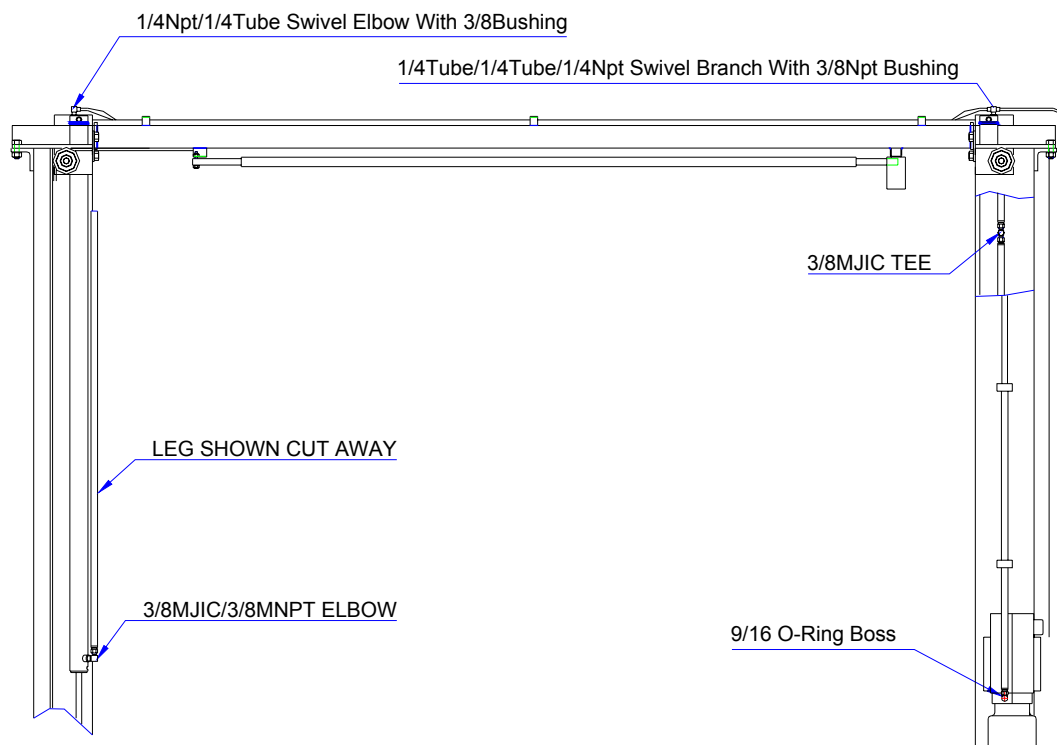 1/4Npt/1/4Tube Swivel Elbow With 3/8Bushing
1/4Tube/1/4Tube/1/4Npt Swivel Branch With 3/8Npt Bushing
3/8MJIC TEE
LEG SHOWN CUT AWAY
3/8MJIC/3/8MNPT ELBOW
9/16 O-Ring Boss